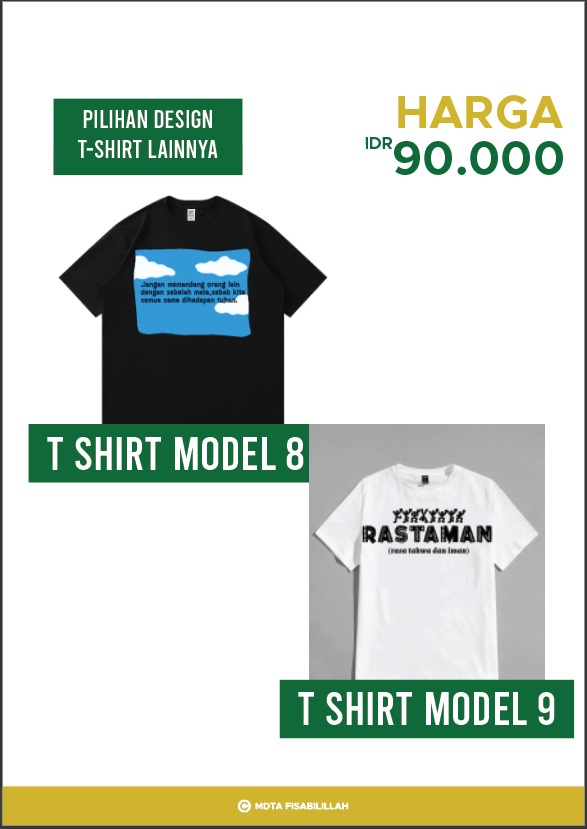 PILIHAN DESIGN
T-SHIRT LAINNYA
HARGA
IDR 90.000
Jangan memandang orang lain
dengan sebelah mata,sebab kita
semua sama dihadapan tuhan.
T SHIRT MODEL 8
RASTAMAN
(rasa takwa dan iman)
T SHIRT MODEL 9
© MDTA FISABILILLAH